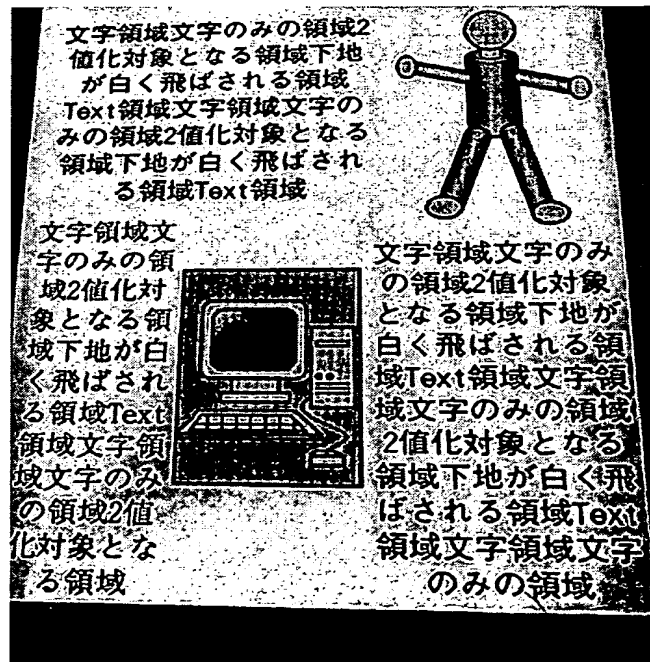 文字領域文字のみの領域2
値化対象となる領域下地
が白く飛ばされる領域
Text領域文字領域文字の
みの領域2値化対象となる
領域下地が白く飛ばされ
る領域Text領域
文字領域文
字のみの領
域2値化対
象となる領
域下地が白
く飛ばされ
る領域Text
領域文字領
域文字のみ
の領域2値
化対象とな
る領域
文字領域文字のみ
の領域2値化対象
となる領域下地が
白く飛ばされる領
域Text領域文字領
域文字のみの領域
2値化対象となる
領域下地が白く飛
ばされる領域Text
領域文字領域文字
のみの領域